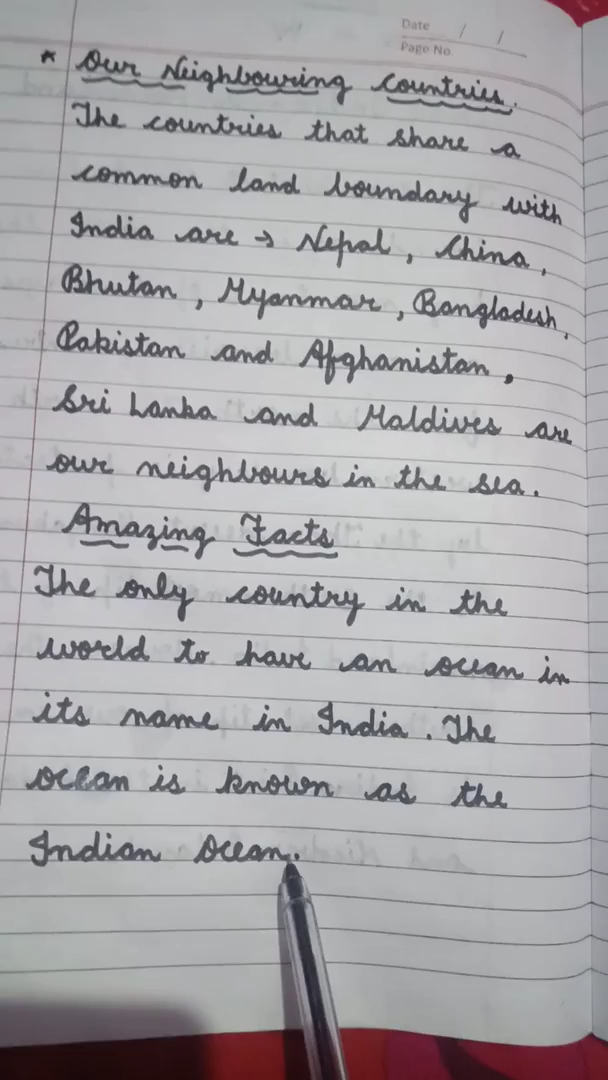 Date / /
Page No.
* Our Neighbouring Countries.
The countries that share a
common land boundary with
India are → Nepal, China,
Bhutan, Myanmar, Bangladesh,
Pakistan and Afghanistan,
Sri Lanka and Maldives are
our neighbours in the sea.
Amazing Facts
The only country in the
world to have an ocean in
its name in India. The
ocean is known as the
Indian Ocean.